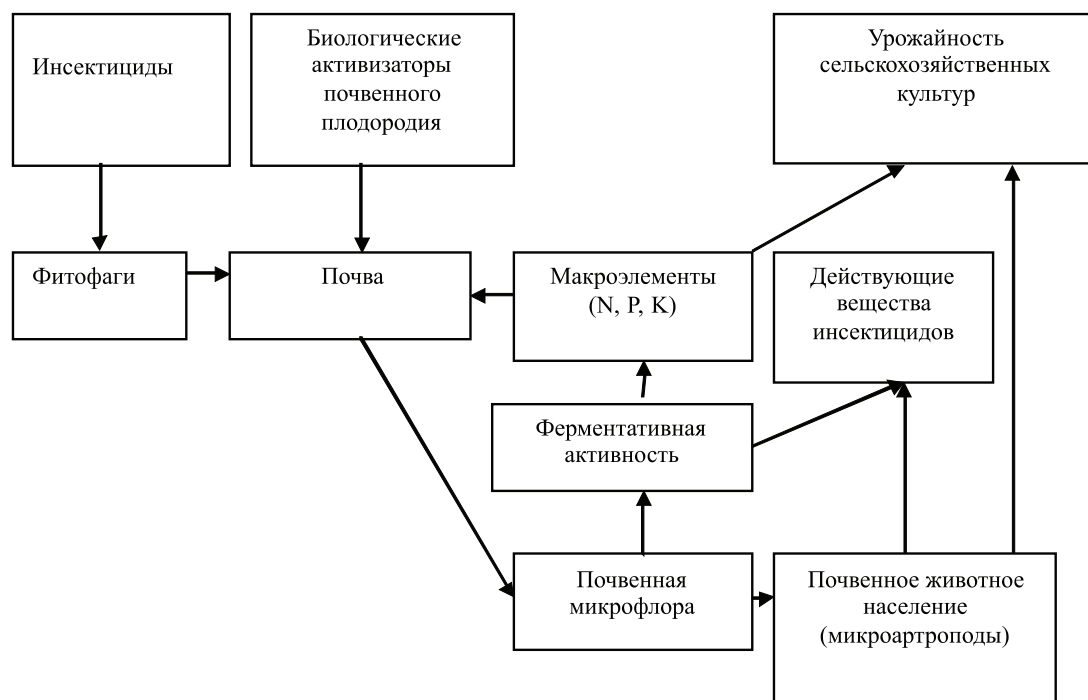 Инсектициды
Биологические
активизаторы
почвенного
плодородия
Урожайность
сельскохозяйственных
культур
Фитофаги
Почва
Макроэлементы
(N, P, K)
Действующие
вещества
инсектицидов
Ферментативная
активность
Почвенная
микрофлора
Почвенное животное
население
(микроартроподы)